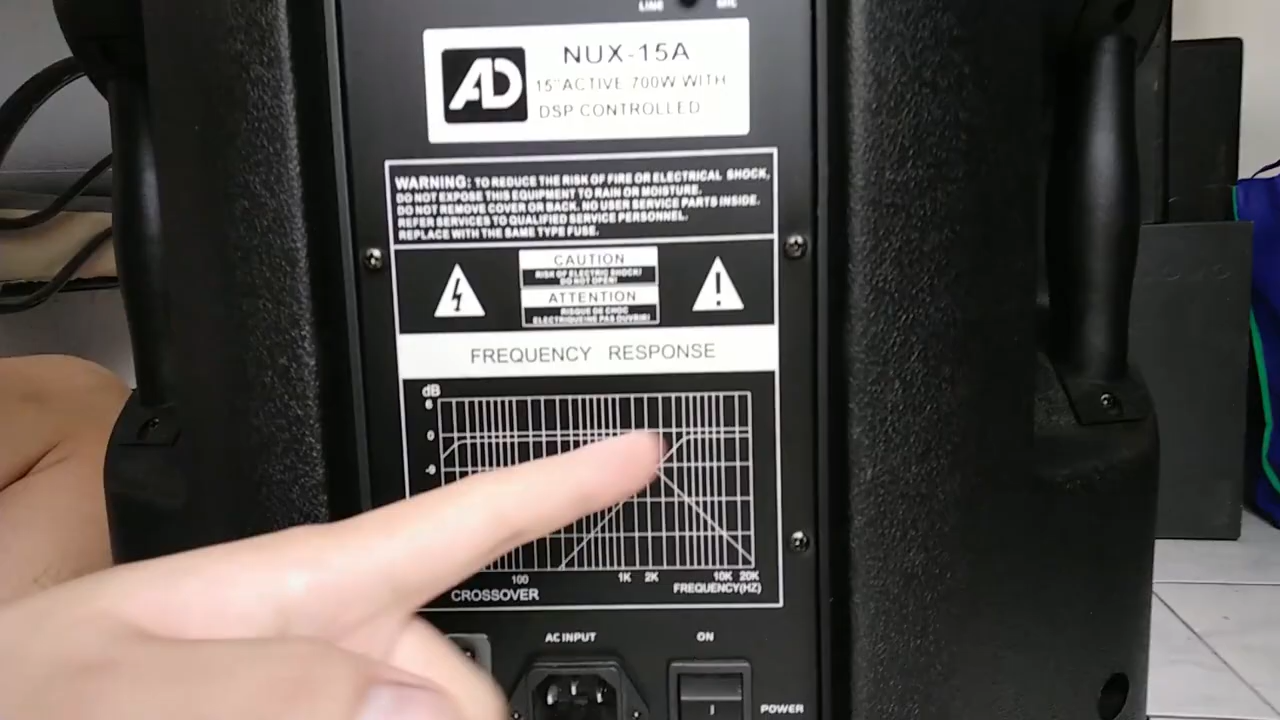 LINE MIC
AD
NUX-15A
15" ACTIVE 700W WITH
DSP CONTROLLED
WARNING: TO REDUCE THE RISK OF FIRE OR ELECTRICAL SHOCK,
DO NOT EXPOSE THIS EQUIPMENT TO RAIN OR MOISTURE.
DO NOT REMOVE COVER OR BACK. NO USER SERVICE PARTS INSIDE.
REFER SERVICES TO QUALIFIED SERVICE PERSONNEL.
REPLACE WITH THE SAME TYPE FUSE.
CAUTION
RISK OF ELECTRIC SHOCK!
DO NOT OPEN!
ATTENTION
RISQUE DE CHOC
ELECTRIQUE!NE PAS OUVRIR!
FREQUENCY RESPONSE
dB
6
0
100 1K 2K 10K 20K
CROSSOVER FREQUENCY(HZ)
AC INPUT ON
POWER